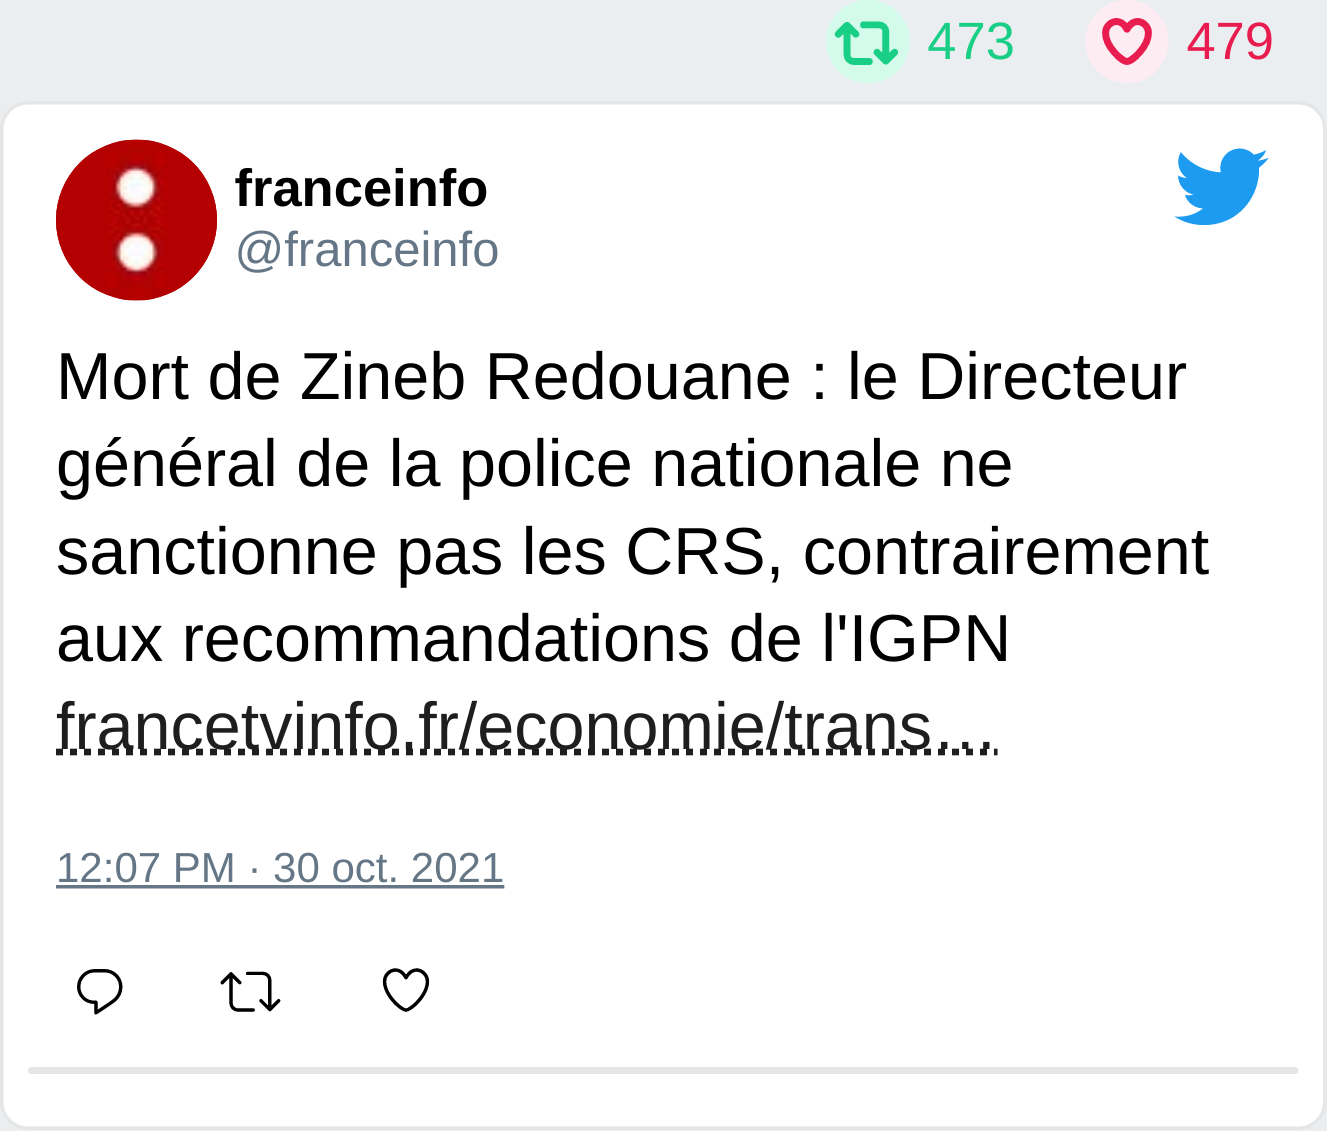 473 479
franceinfo
@franceinfo
Mort de Zineb Redouane : le Directeur
général de la police nationale ne
sanctionne pas les CRS, contrairement
aux recommandations de l'IGPN
francetvinfo.fr/economie/trans…
12:07 PM · 30 oct. 2021